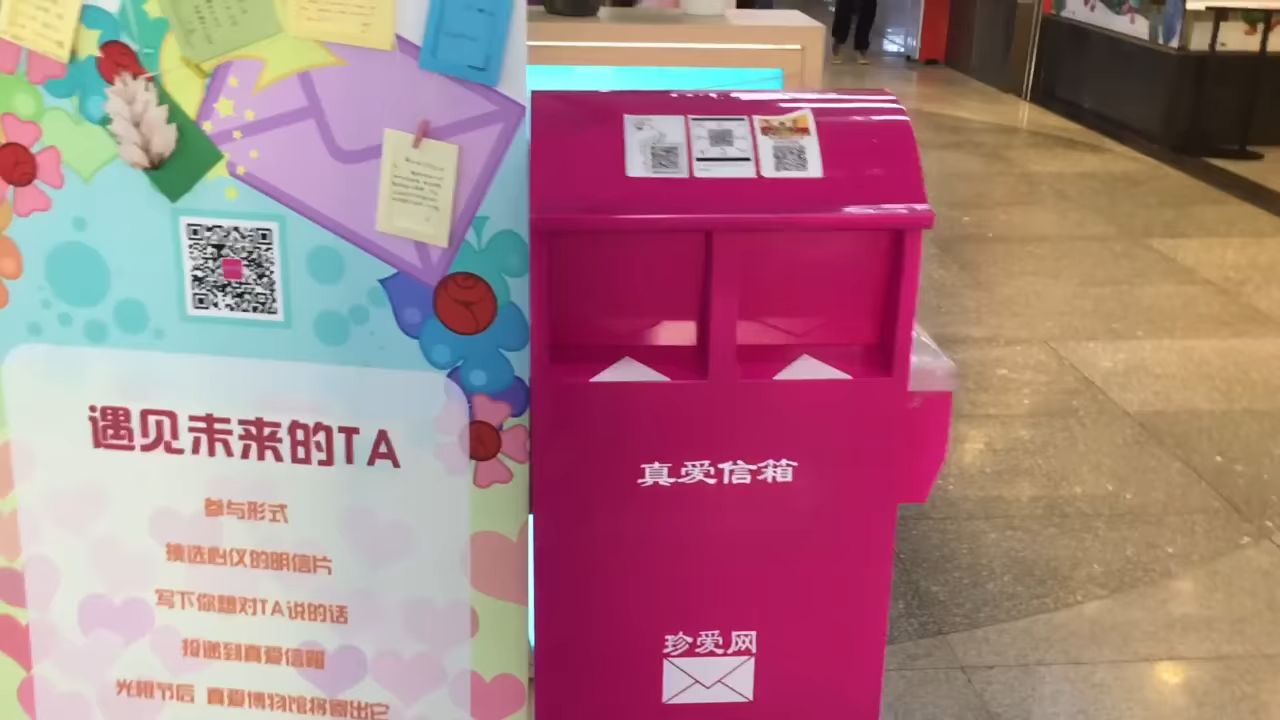 遇见未来的TA
参与形式
挑选心仪的明信片
写下你想对TA说的话
投递到真爱信箱
光棍节后 真爱博物馆将寄出它
真爱信箱
珍爱网